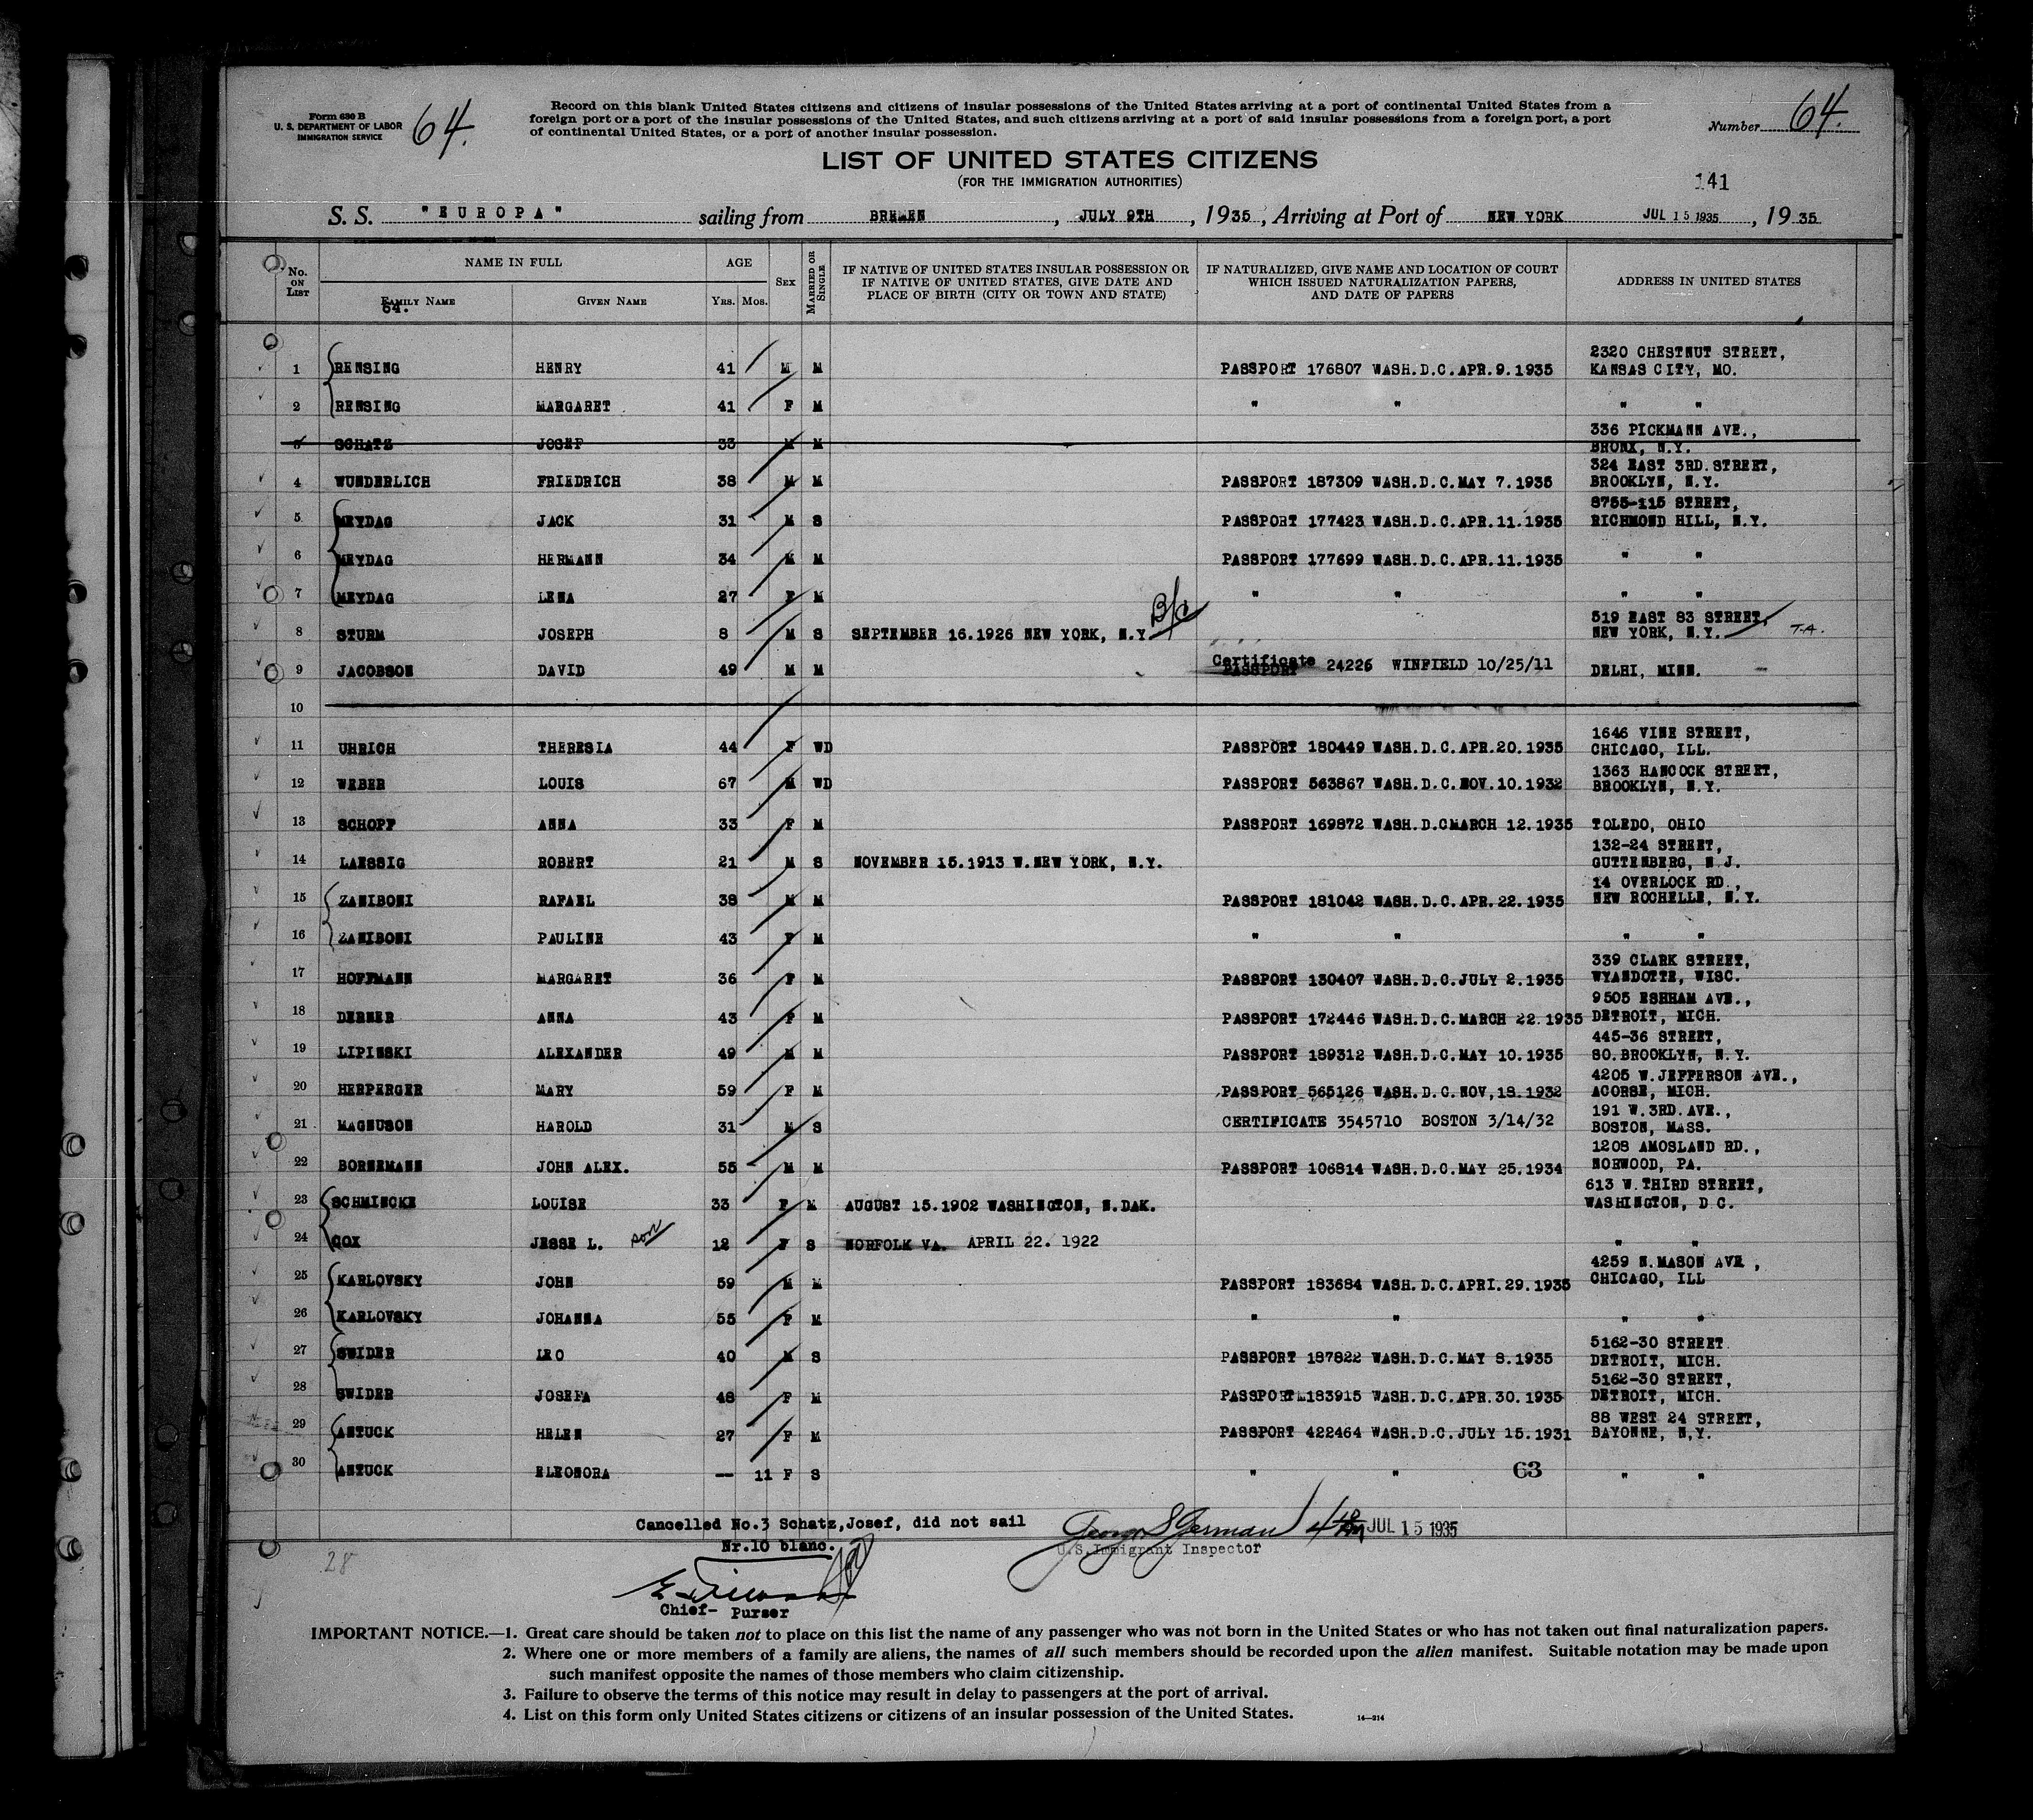 Form 630 B
U. S. DEPARTMENT OF LABOR
IMMIGRATION SERVICE
64.
Record on this blank United States citizens and citizens of insular possessions of the United States arriving at a port of continental United States from a
foreign port or a port of the insular possessions of the United States, and such citizens arriving at a port of said insular possessions from a foreign port, a port
of continental United States, or a port of another insular possession.
Number 64.
LIST OF UNITED STATES CITIZENS
(FOR THE IMMIGRATION AUTHORITIES)
141
S. S. "EUROPA" sailing from BREMEN, JULY 9TH, 1935, Arriving at Port of NEW YORK JUL 15 1935, 19 35
No. ON LIST
NAME IN FULL
FAMILY NAME
64.
GIVEN NAME
AGE
YRS. MOS.
SEX
MARRIED OR SINGLE
IF NATIVE OF UNITED STATES INSULAR POSSESSION OR
IF NATIVE OF UNITED STATES, GIVE DATE AND
PLACE OF BIRTH (CITY OR TOWN AND STATE)
IF NATURALIZED, GIVE NAME AND LOCATION OF COURT
WHICH ISSUED NATURALIZATION PAPERS,
AND DATE OF PAPERS
ADDRESS IN UNITED STATES
2320 CHESTNUT STREET,
1 RENSING HENRY 41 M M PASSPORT 176807 WASH.D.C.APR.9.1935 KANSAS CITY, MO.
2 RENSING MARGARET 41 F M " " " "
336 PICKMANN AVE.,
3 SCHATZ JOSEF 33 M M BRONX, N.Y.
324 EAST 3RD.STREET,
4 WUNDERLICH FRIEDRICH 38 M M PASSPORT 187309 WASH.D.C.MAY 7.1935 BROOKLYN, N.Y.
8755-115 STREET,
5 MEYDAG JACK 31 M S PASSPORT 177423 WASH.D.C.APR.11.1935 RICHMOND HILL, N.Y.
6 MEYDAG HERMANN 34 M M PASSPORT 177699 WASH.D.C.APR.11.1935 " "
7 MEYDAG LENA 27 F M " " " "
519 EAST 83 STREET,
8 STURM JOSEPH 8 M S SEPTEMBER 16.1926 NEW YORK, N.Y. B/c NEW YORK, N.Y. T.A.
9 JACOBSON DAVID 49 M M Certificate PASSPORT 24226 WINFIELD 10/25/11 DELHI, MINN.
10
1646 VINE STREET,
11 UHRICH THERESIA 44 F WD PASSPORT 180449 WASH.D.C.APR.20.1935 CHICAGO, ILL.
1363 HANCOCK STREET,
12 WEBER LOUIS 67 M WD PASSPORT 563867 WASH.D.C.NOV.10.1932 BROOKLYN, N.Y.
13 SCHOPF ANNA 33 F M PASSPORT 169872 WASH.D.CMARCH 12.1935 TOLEDO, OHIO
132-24 STREET,
14 LAESSIG ROBERT 21 M S NOVEMBER 15.1913 W.NEW YORK, N.Y. GUTTENBERG, N.J.
14 OVERLOCK RD.,
15 ZANIBONI RAFAEL 38 M M PASSPORT 181042 WASH.D.C.APR.22.1935 NEW ROCHELLE, N.Y.
16 ZANIBONI PAULINE 43 F M " " " "
339 CLARK STREET,
17 HOFFMANN MARGARET 36 F M PASSPORT 130407 WASH.D.C.JULY 2.1935 WYANDOTTE, WISC.
9505 ESHHAM AVE.,
18 DERNER ANNA 43 F M PASSPORT 172446 WASH.D.C.MARCH 22.1935 DETROIT, MICH.
445-36 STREET,
19 LIPINSKI ALEXANDER 49 M M PASSPORT 189312 WASH.D.C.MAY 10.1935 SO.BROOKLYN, N.Y.
4205 W.JEFFERSON AVE.,
20 HERPERGER MARY 59 F M PASSPORT 565126 WASH.D.C.NOV,18.1932 ACORSE, MICH.
191 W.3RD.AVE.,
21 MAGNUSON HAROLD 31 M S CERTIFICATE 3545710 BOSTON 3/14/32 BOSTON, MASS.
1208 AMOSLAND RD.,
22 BORNEMANN JOHN ALEX. 55 M M PASSPORT 106814 WASH.D.C.MAY 25.1934 NORWOOD, PA.
613 W.THIRD STREET,
23 SCHMINCKE LOUISE 33 F M AUGUST 15.1902 WASHINGTON, N.DAK. WASHINGTON, D C.
24 COX JESSE L. son 12 F S NORFOLK VA. APRIL 22. 1922 " "
4259 N.MASON AVE ,
25 KARLOVSKY JOHN 59 M M PASSPORT 183684 WASH.D.C.APRI.29.1935 CHICAGO, ILL
26 KARLOVSKY JOHANNA 55 F M " " " "
5162-30 STREET.
27 SWIDER LEO 40 M S PASSPORT 187822 WASH.D.C.MAY 8.1935 DETROIT, MICH.
5162-30 STREET,
28 SWIDER JOSEFA 48 F M PASSPORT 183915 WASH.D.C.APR.30.1935 DETROIT, MICH.
88 WEST 24 STREET,
29 ANTUCK HELEN 27 F M PASSPORT 422464 WASH.D.C.JULY 15.1931 BAYONNE, N,Y.
30 ANTUCK ELEONORA -- 11 F S " " 63 " "
Cancelled No.3 Schatz,Josef, did not sail
Nr.10 blanc.
George S German JUL 15 1935
U.S.Immigrant Inspector
28
Chief- Purser
IMPORTANT NOTICE.—1. Great care should be taken not to place on this list the name of any passenger who was not born in the United States or who has not taken out final naturalization papers.
2. Where one or more members of a family are aliens, the names of all such members should be recorded upon the alien manifest. Suitable notation may be made upon
such manifest opposite the names of those members who claim citizenship.
3. Failure to observe the terms of this notice may result in delay to passengers at the port of arrival.
4. List on this form only United States citizens or citizens of an insular possession of the United States.
14—214